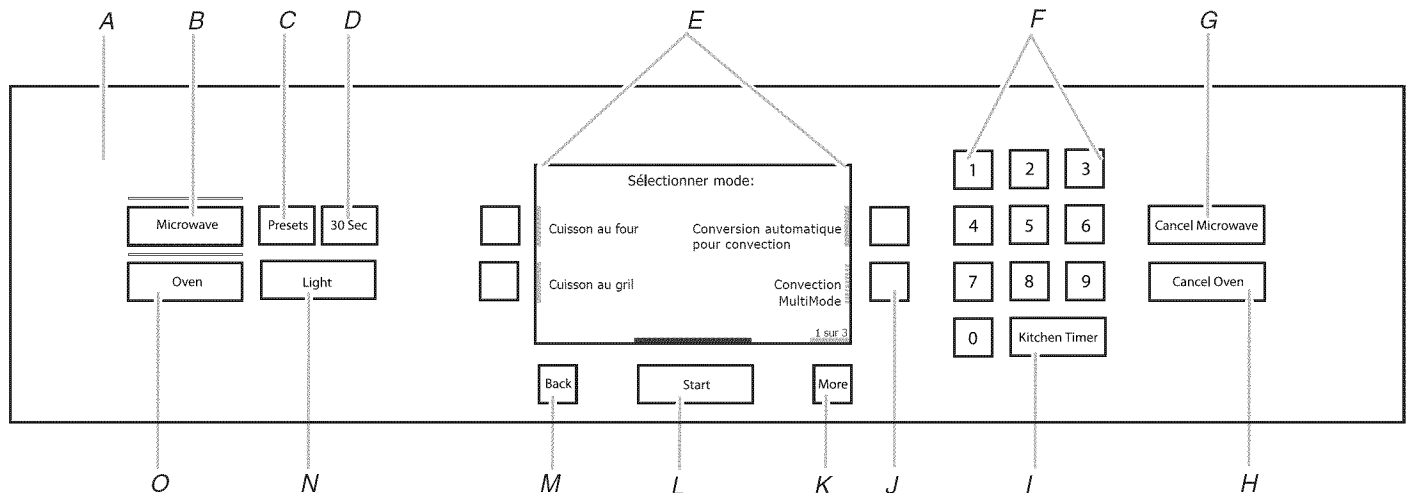 A B C D E F G
Sélectionner mode:
1 2 3
Microwave Presets 30 Sec
Cuisson au four
Conversion automatique
pour convection
4 5 6
Cancel Microwave
Oven Light
Cuisson au gril
Convection
MultiMode
7 8 9
Cancel Oven
1 sur 3
0 Kitchen Timer
Back Start More
O N M L K J I H